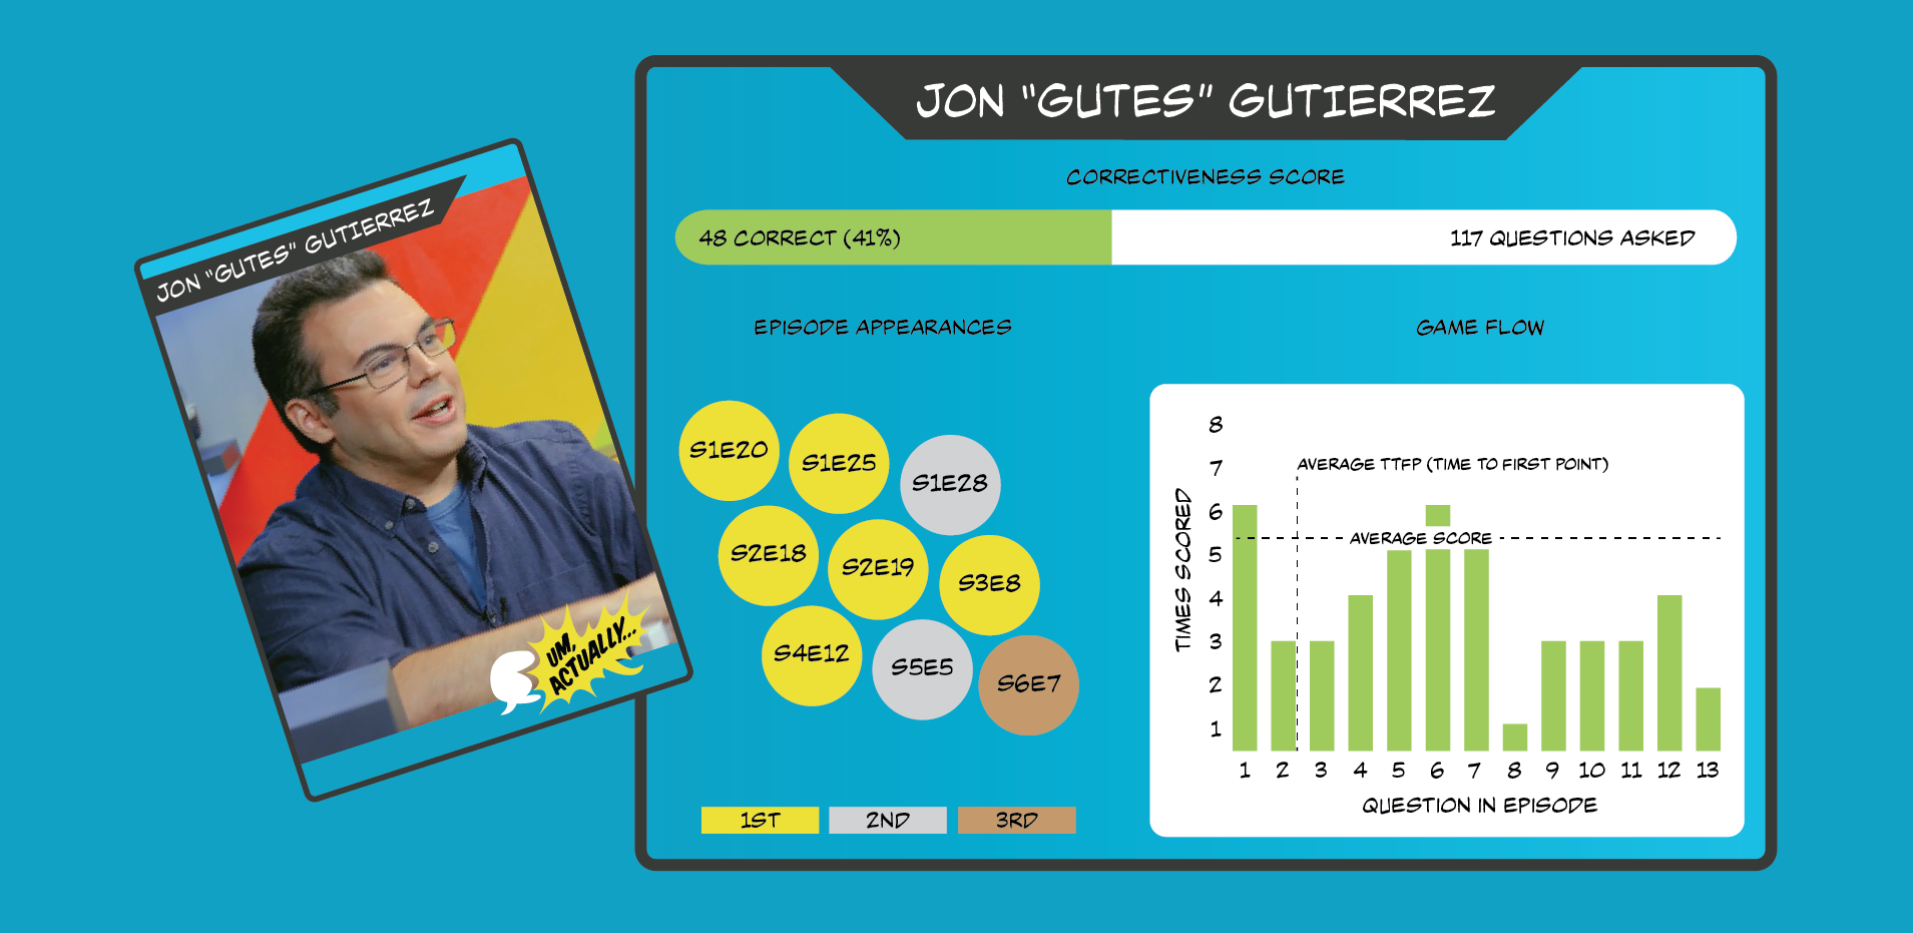 JON "GUTES" GUTIERREZ
UM,
ACTUALLY...
JON "GUTES" GUTIERREZ
CORRECTIVENESS SCORE
48 CORRECT (41%)
117 QUESTIONS ASKED
EPISODE APPEARANCES
S1E20
S1E25
S1E28
S2E18
S2E19
S3E8
S4E12
S5E5
S6E7
1ST
2ND
3RD
GAME FLOW
TIMES SCORED
8
7
6
5
4
3
2
1
AVERAGE TTFP (TIME TO FIRST POINT)
AVERAGE SCORE
1 2 3 4 5 6 7 8 9 10 11 12 13
QUESTION IN EPISODE